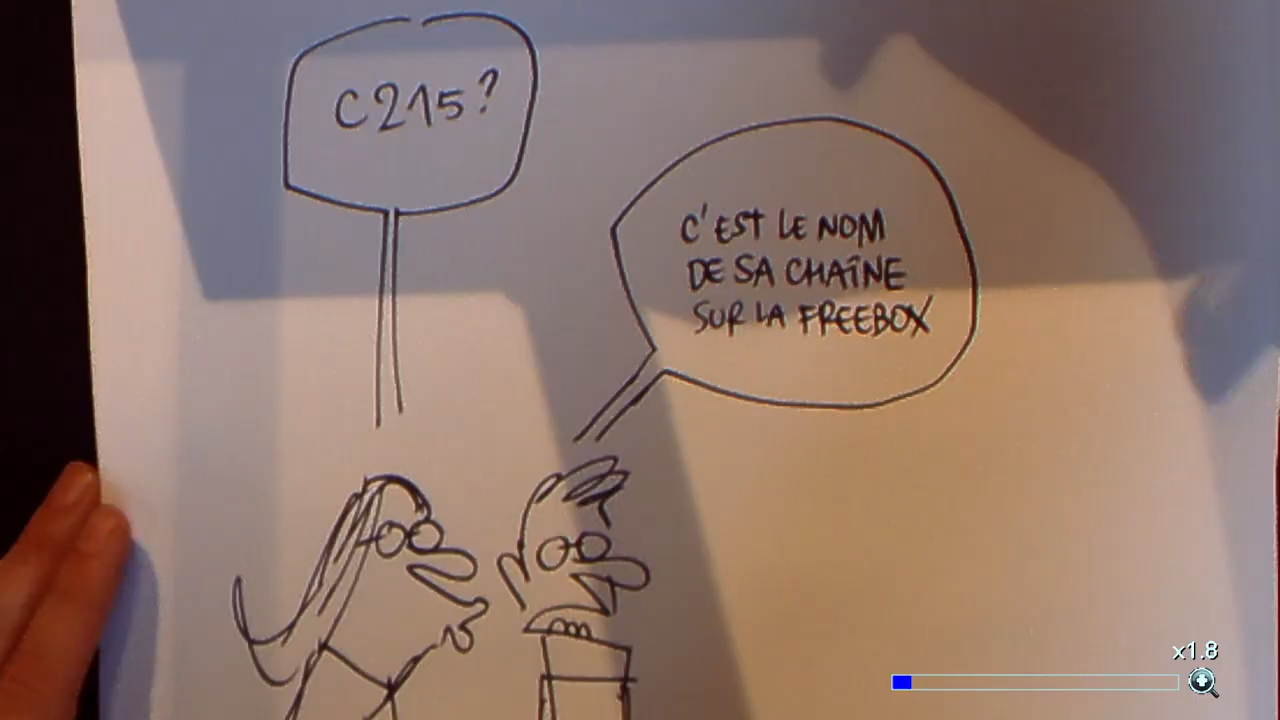 C215?
C'EST LE NOM
DE SA CHAÎNE
SUR LA FREEBOX
x1.8